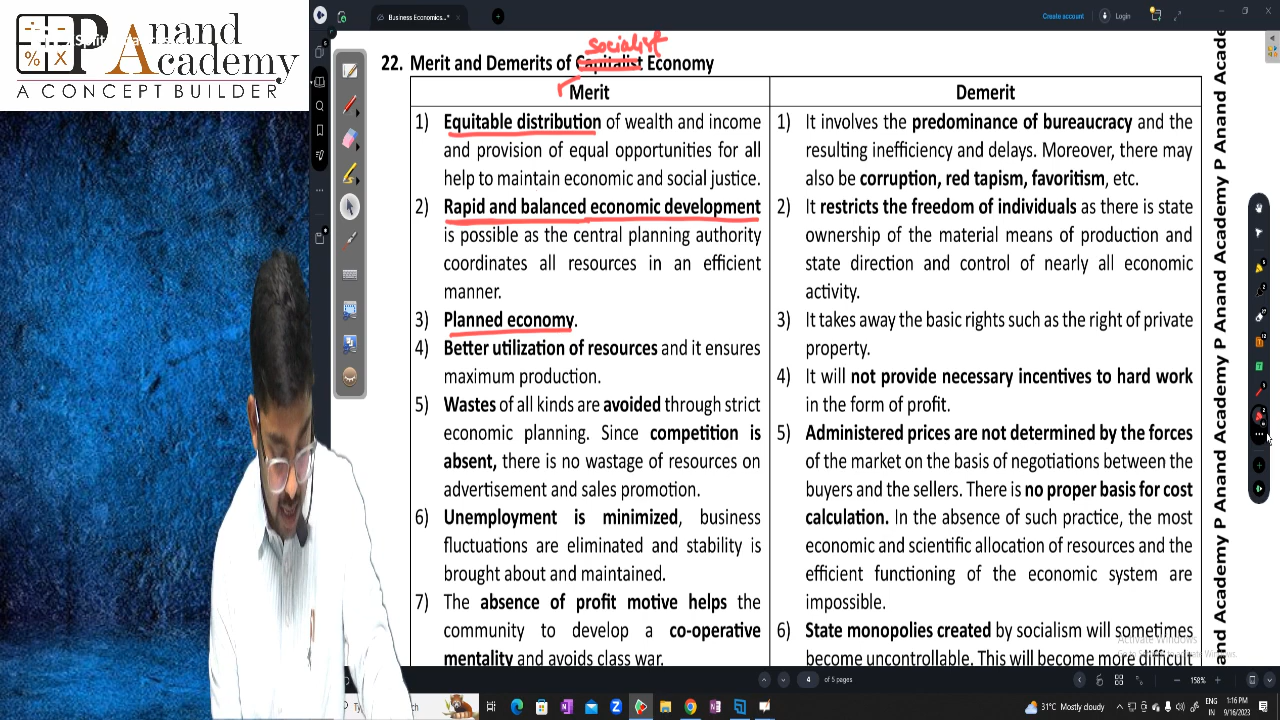 P Anand
Academy
A CONCEPT BUILDER
% X
Business Economics...*
Create account
Login
socialist
22. Merit and Demerits of Capitalist Economy
Merit
1) Equitable distribution of wealth and income
and provision of equal opportunities for all
help to maintain economic and social justice.
2) Rapid and balanced economic development
is possible as the central planning authority
coordinates all resources in an efficient
manner.
3) Planned economy.
4) Better utilization of resources and it ensures
maximum production.
5) Wastes of all kinds are avoided through strict
economic planning. Since competition is
absent, there is no wastage of resources on
advertisement and sales promotion.
6) Unemployment is minimized, business
fluctuations are eliminated and stability is
brought about and maintained.
7) The absence of profit motive helps the
community to develop a co-operative
mentality and avoids class war.
Demerit
1) It involves the predominance of bureaucracy and the
resulting inefficiency and delays. Moreover, there may
also be corruption, red tapism, favoritism, etc.
2) It restricts the freedom of individuals as there is state
ownership of the material means of production and
state direction and control of nearly all economic
activity.
3) It takes away the basic rights such as the right of private
property.
4) It will not provide necessary incentives to hard work
in the form of profit.
5) Administered prices are not determined by the forces
of the market on the basis of negotiations between the
buyers and the sellers. There is no proper basis for cost
calculation. In the absence of such practice, the most
economic and scientific allocation of resources and the
efficient functioning of the economic system are
impossible.
6) State monopolies created by socialism will sometimes
become uncontrollable. This will become more difficult
and Academy P Anand Academy P Anand Academy P Anand Academy P Anand Acade
Activate Windows
4 of 5 pages
158%
31°C Mostly cloudy
ENG
IN
1:16 PM
9/16/2023